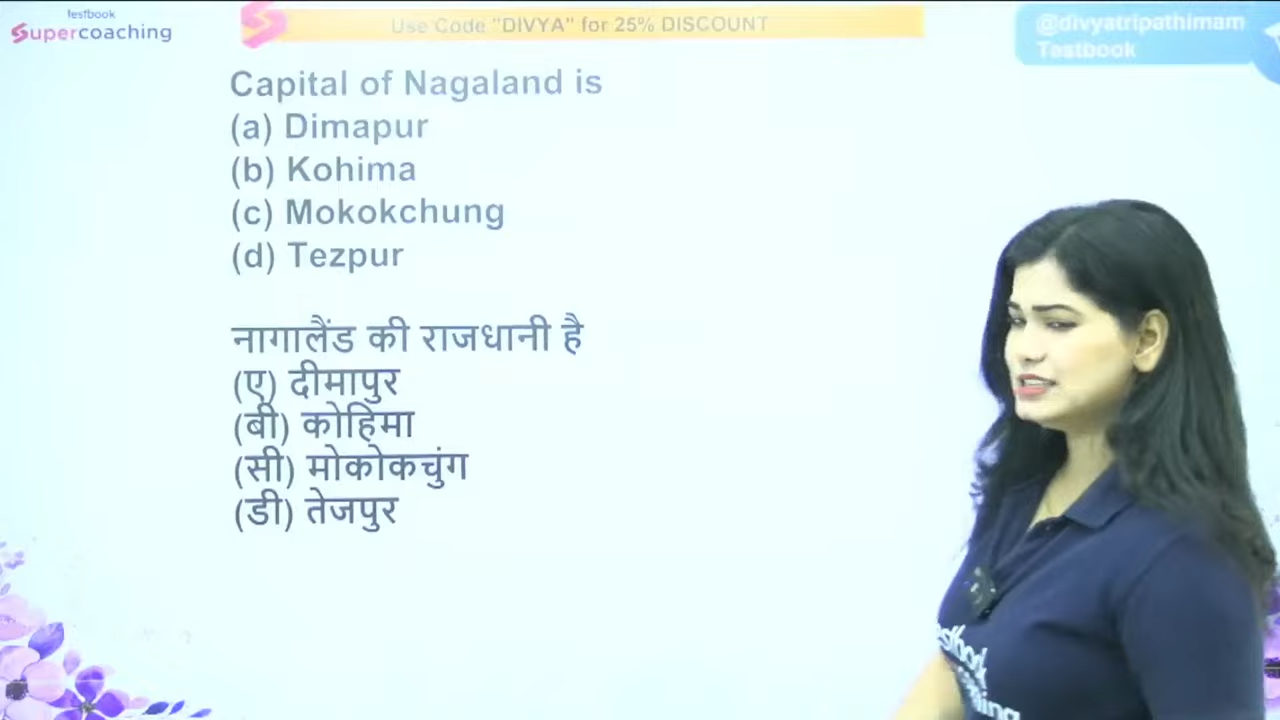 testbook
Supercoaching
Use Code "DIVYA" for 25% DISCOUNT
@divyatripathimam
Testbook
Capital of Nagaland is
(a) Dimapur
(b) Kohima
(c) Mokokchung
(d) Tezpur
नागालैंड की राजधानी है
(ए) दीमापुर
(बी) कोहिमा
(सी) मोकोकचुंग
(डी) तेजपुर